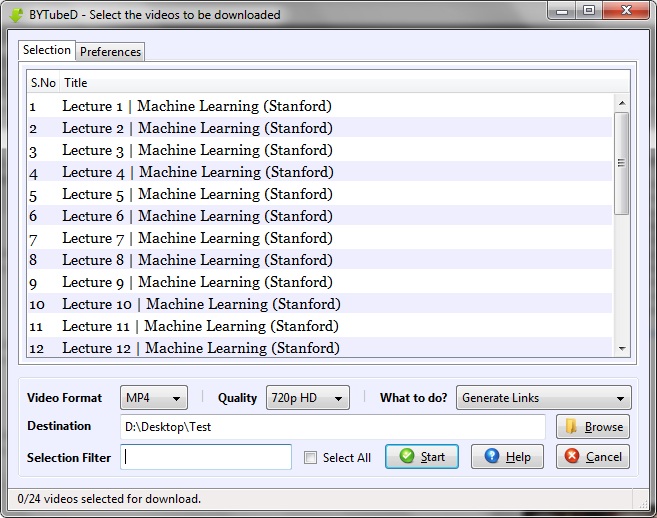 BYTubeD - Select the videos to be downloaded
Selection Preferences
S.No Title
1 Lecture 1 | Machine Learning (Stanford)
2 Lecture 2 | Machine Learning (Stanford)
3 Lecture 3 | Machine Learning (Stanford)
4 Lecture 4 | Machine Learning (Stanford)
5 Lecture 5 | Machine Learning (Stanford)
6 Lecture 6 | Machine Learning (Stanford)
7 Lecture 7 | Machine Learning (Stanford)
8 Lecture 8 | Machine Learning (Stanford)
9 Lecture 9 | Machine Learning (Stanford)
10 Lecture 10 | Machine Learning (Stanford)
11 Lecture 11 | Machine Learning (Stanford)
12 Lecture 12 | Machine Learning (Stanford)
Video Format MP4 | Quality 720p HD | What to do? Generate Links
Destination D:\Desktop\Test Browse
Selection Filter Select All Start Help Cancel
0/24 videos selected for download.